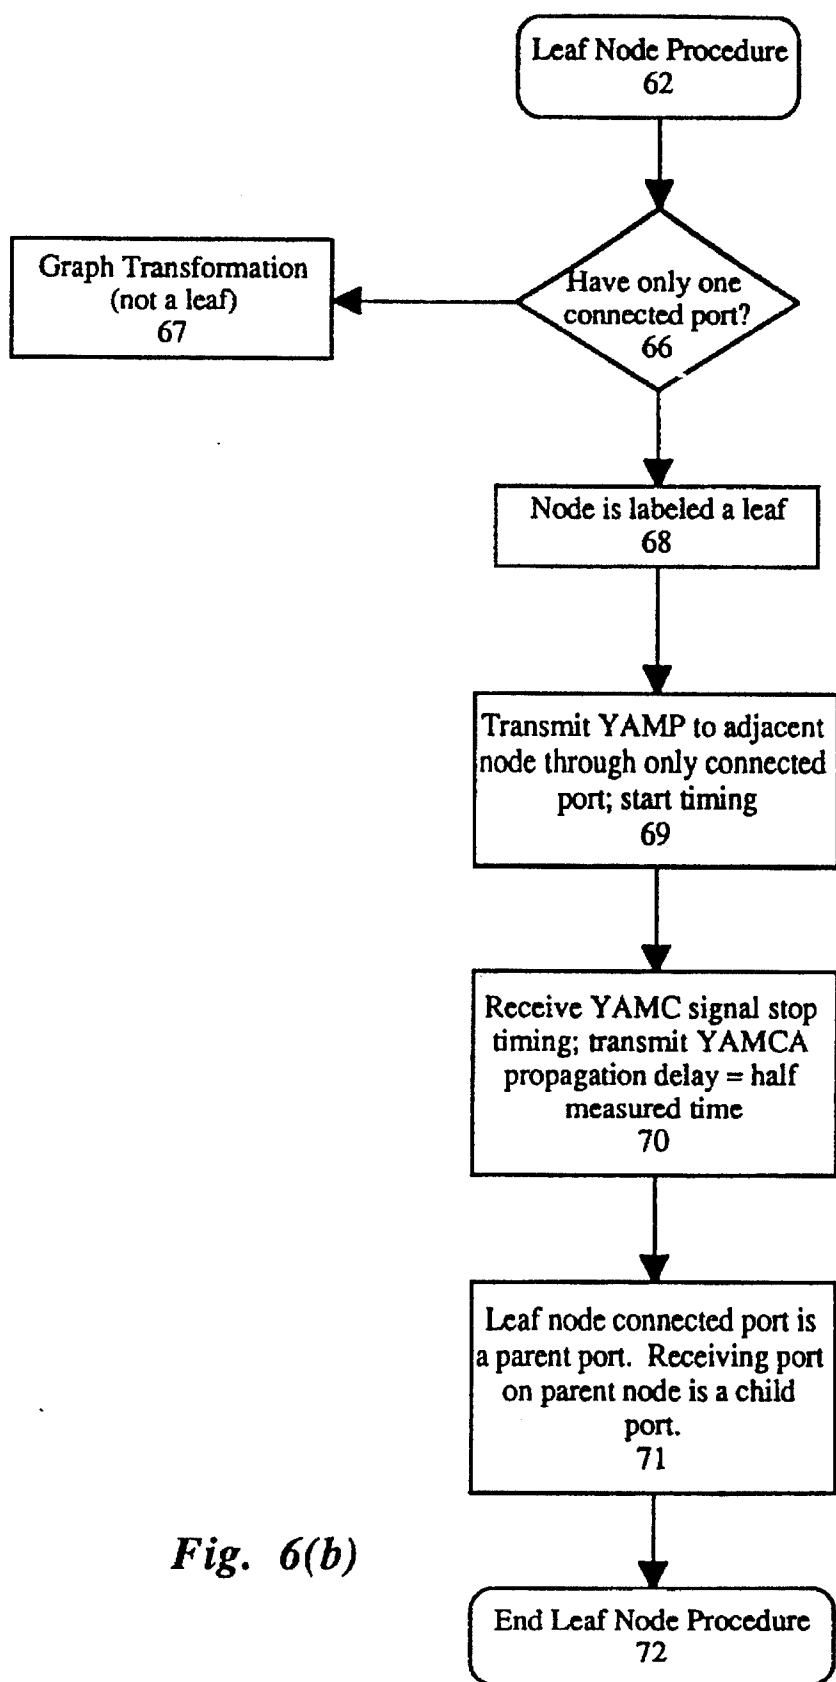 Leaf Node Procedure
62
Have only one
connected port?
66
Graph Transformation
(not a leaf)
67
Node is labeled a leaf
68
Transmit YAMP to adjacent
node through only connected
port; start timing
69
Receive YAMC signal stop
timing; transmit YAMCA
propagation delay = half
measured time
70
Leaf node connected port is
a parent port. Receiving port
on parent node is a child
port.
71
End Leaf Node Procedure
72
Fig. 6(b)